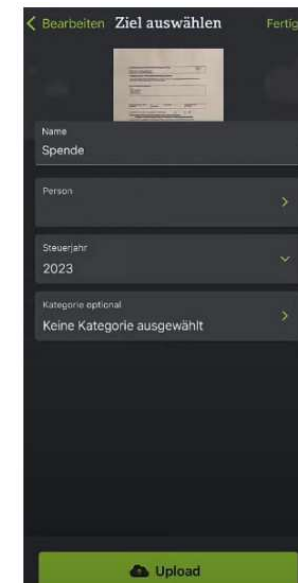 Bearbeiten Ziel auswählen Fertig
Name
Spende
Person
Steuerjahr
2023
Kategorie optional
Keine Kategorie ausgewählt
Upload